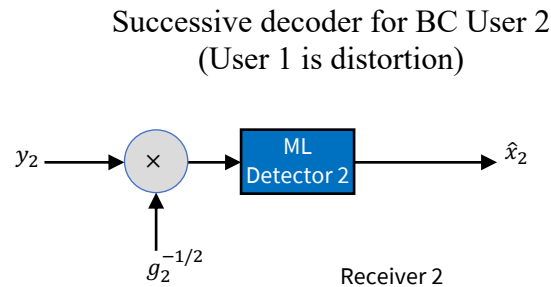 Successive decoder for BC User 2
(User 1 is distortion)
y₂
×
ML
Detector 2
x̂₂
g₂^{-1/2}
Receiver 2